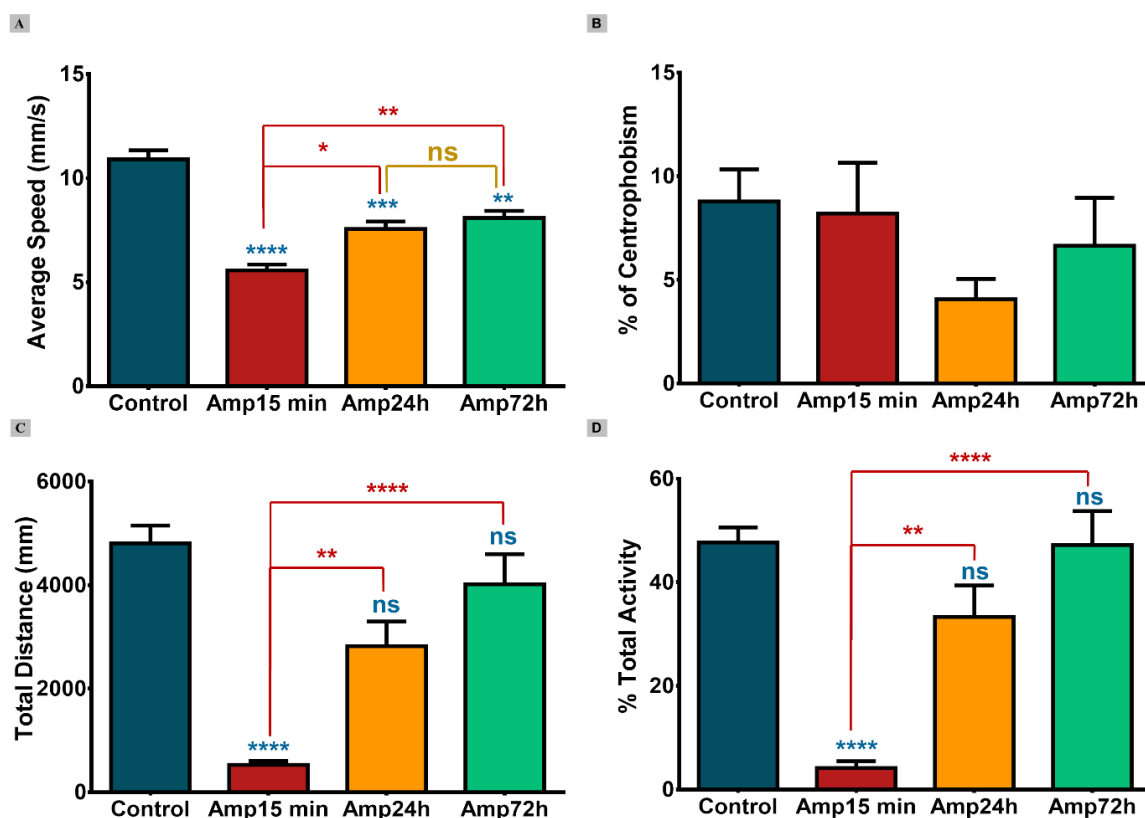 A
Average Speed (mm/s)
15
10
5
0
**
*
ns
****
***
**
Control Amp15 min Amp24h Amp72h
B
% of Centrophobism
15
10
5
0
Control Amp15 min Amp24h Amp72h
C
Total Distance (mm)
6000
4000
2000
0
****
**
ns
ns
****
Control Amp15 min Amp24h Amp72h
D
% Total Activity
60
40
20
0
****
ns
**
ns
****
Control Amp15 min Amp24h Amp72h